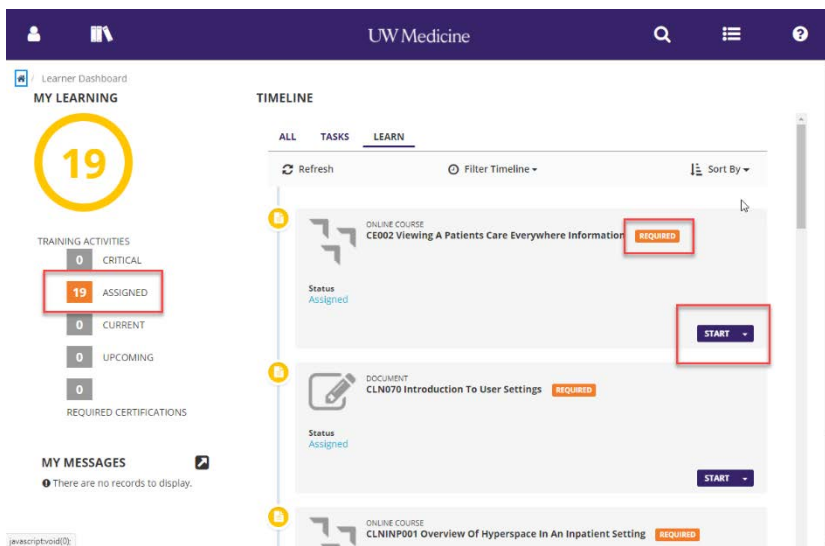 UW Medicine
Learner Dashboard
MY LEARNING
19
TRAINING ACTIVITIES
0 CRITICAL
19 ASSIGNED
0 CURRENT
0 UPCOMING
0
REQUIRED CERTIFICATIONS
MY MESSAGES
There are no records to display.
TIMELINE
ALL TASKS LEARN
Refresh Filter Timeline Sort By
ONLINE COURSE
CE002 Viewing A Patients Care Everywhere Information REQUIRED
Status
Assigned
START
DOCUMENT
CLN070 Introduction To User Settings REQUIRED
Status
Assigned
START
ONLINE COURSE
CLNINP001 Overview Of Hyperspace In An Inpatient Setting REQUIRED
javascript:void(0);